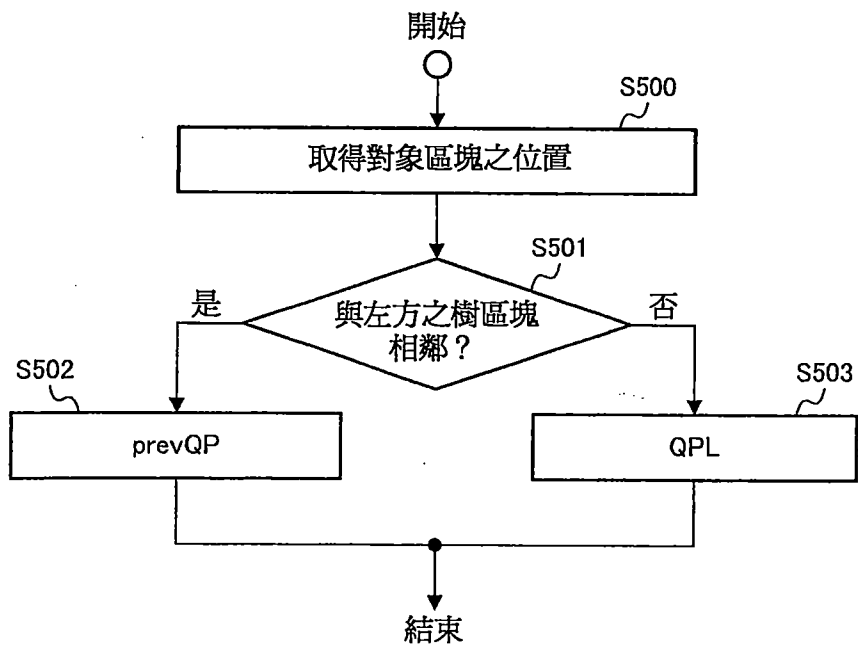 開始
S500
取得對象區塊之位置
S501
是
與左方之樹區塊
相鄰？
否
S502
prevQP
S503
QPL
結束